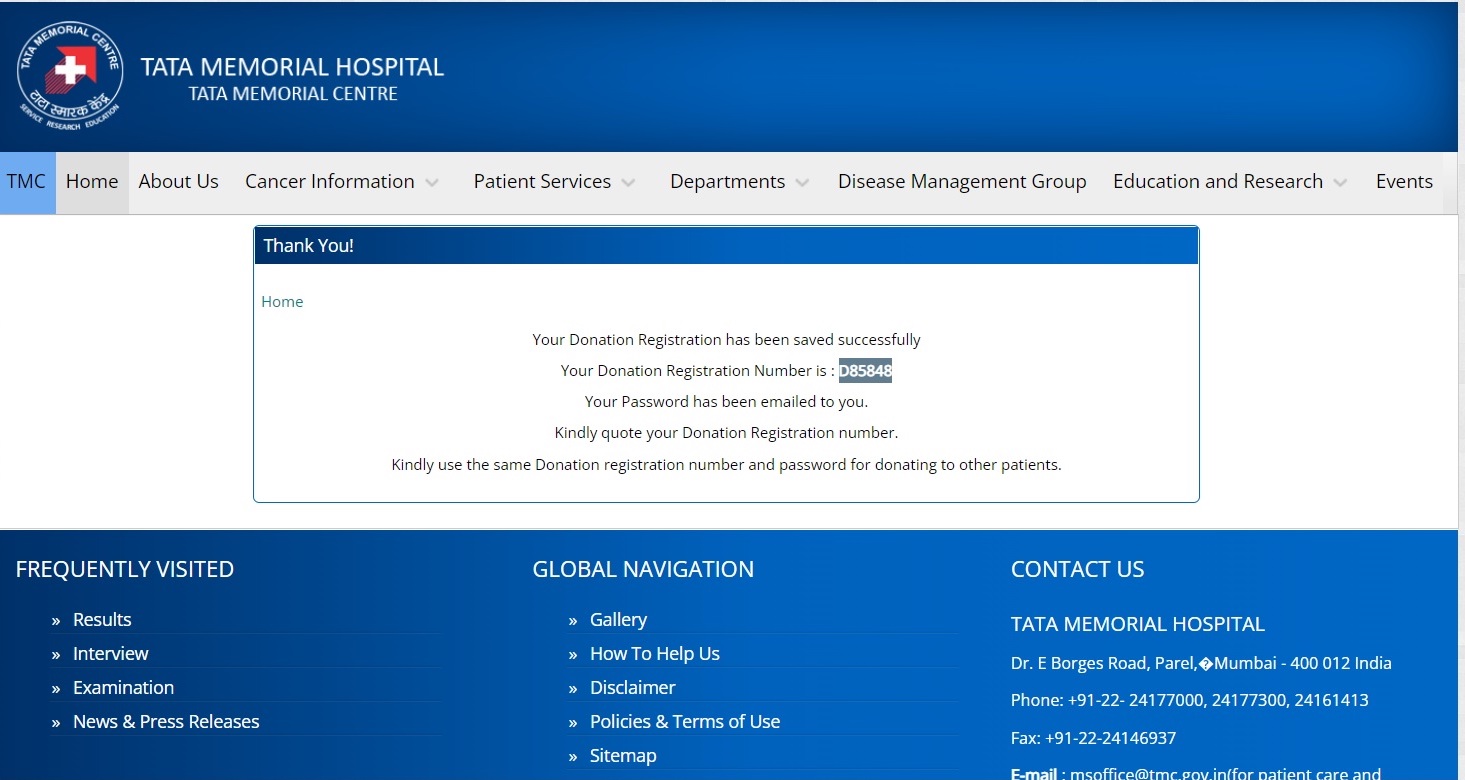 TATA MEMORIAL CENTRE
टाटा स्मारक केंद्र
SERVICE RESEARCH EDUCATION
TATA MEMORIAL HOSPITAL
TATA MEMORIAL CENTRE
TMC Home About Us Cancer Information Patient Services Departments Disease Management Group Education and Research Events
Thank You!
Home
Your Donation Registration has been saved successfully
Your Donation Registration Number is : D85848
Your Password has been emailed to you.
Kindly quote your Donation Registration number.
Kindly use the same Donation registration number and password for donating to other patients.
FREQUENTLY VISITED
» Results
» Interview
» Examination
» News & Press Releases
GLOBAL NAVIGATION
» Gallery
» How To Help Us
» Disclaimer
» Policies & Terms of Use
» Sitemap
CONTACT US
TATA MEMORIAL HOSPITAL
Dr. E Borges Road, Parel,�Mumbai - 400 012 India
Phone: +91-22- 24177000, 24177300, 24161413
Fax: +91-22-24146937
E-mail : msoffice@tmc.gov.in(for patient care and